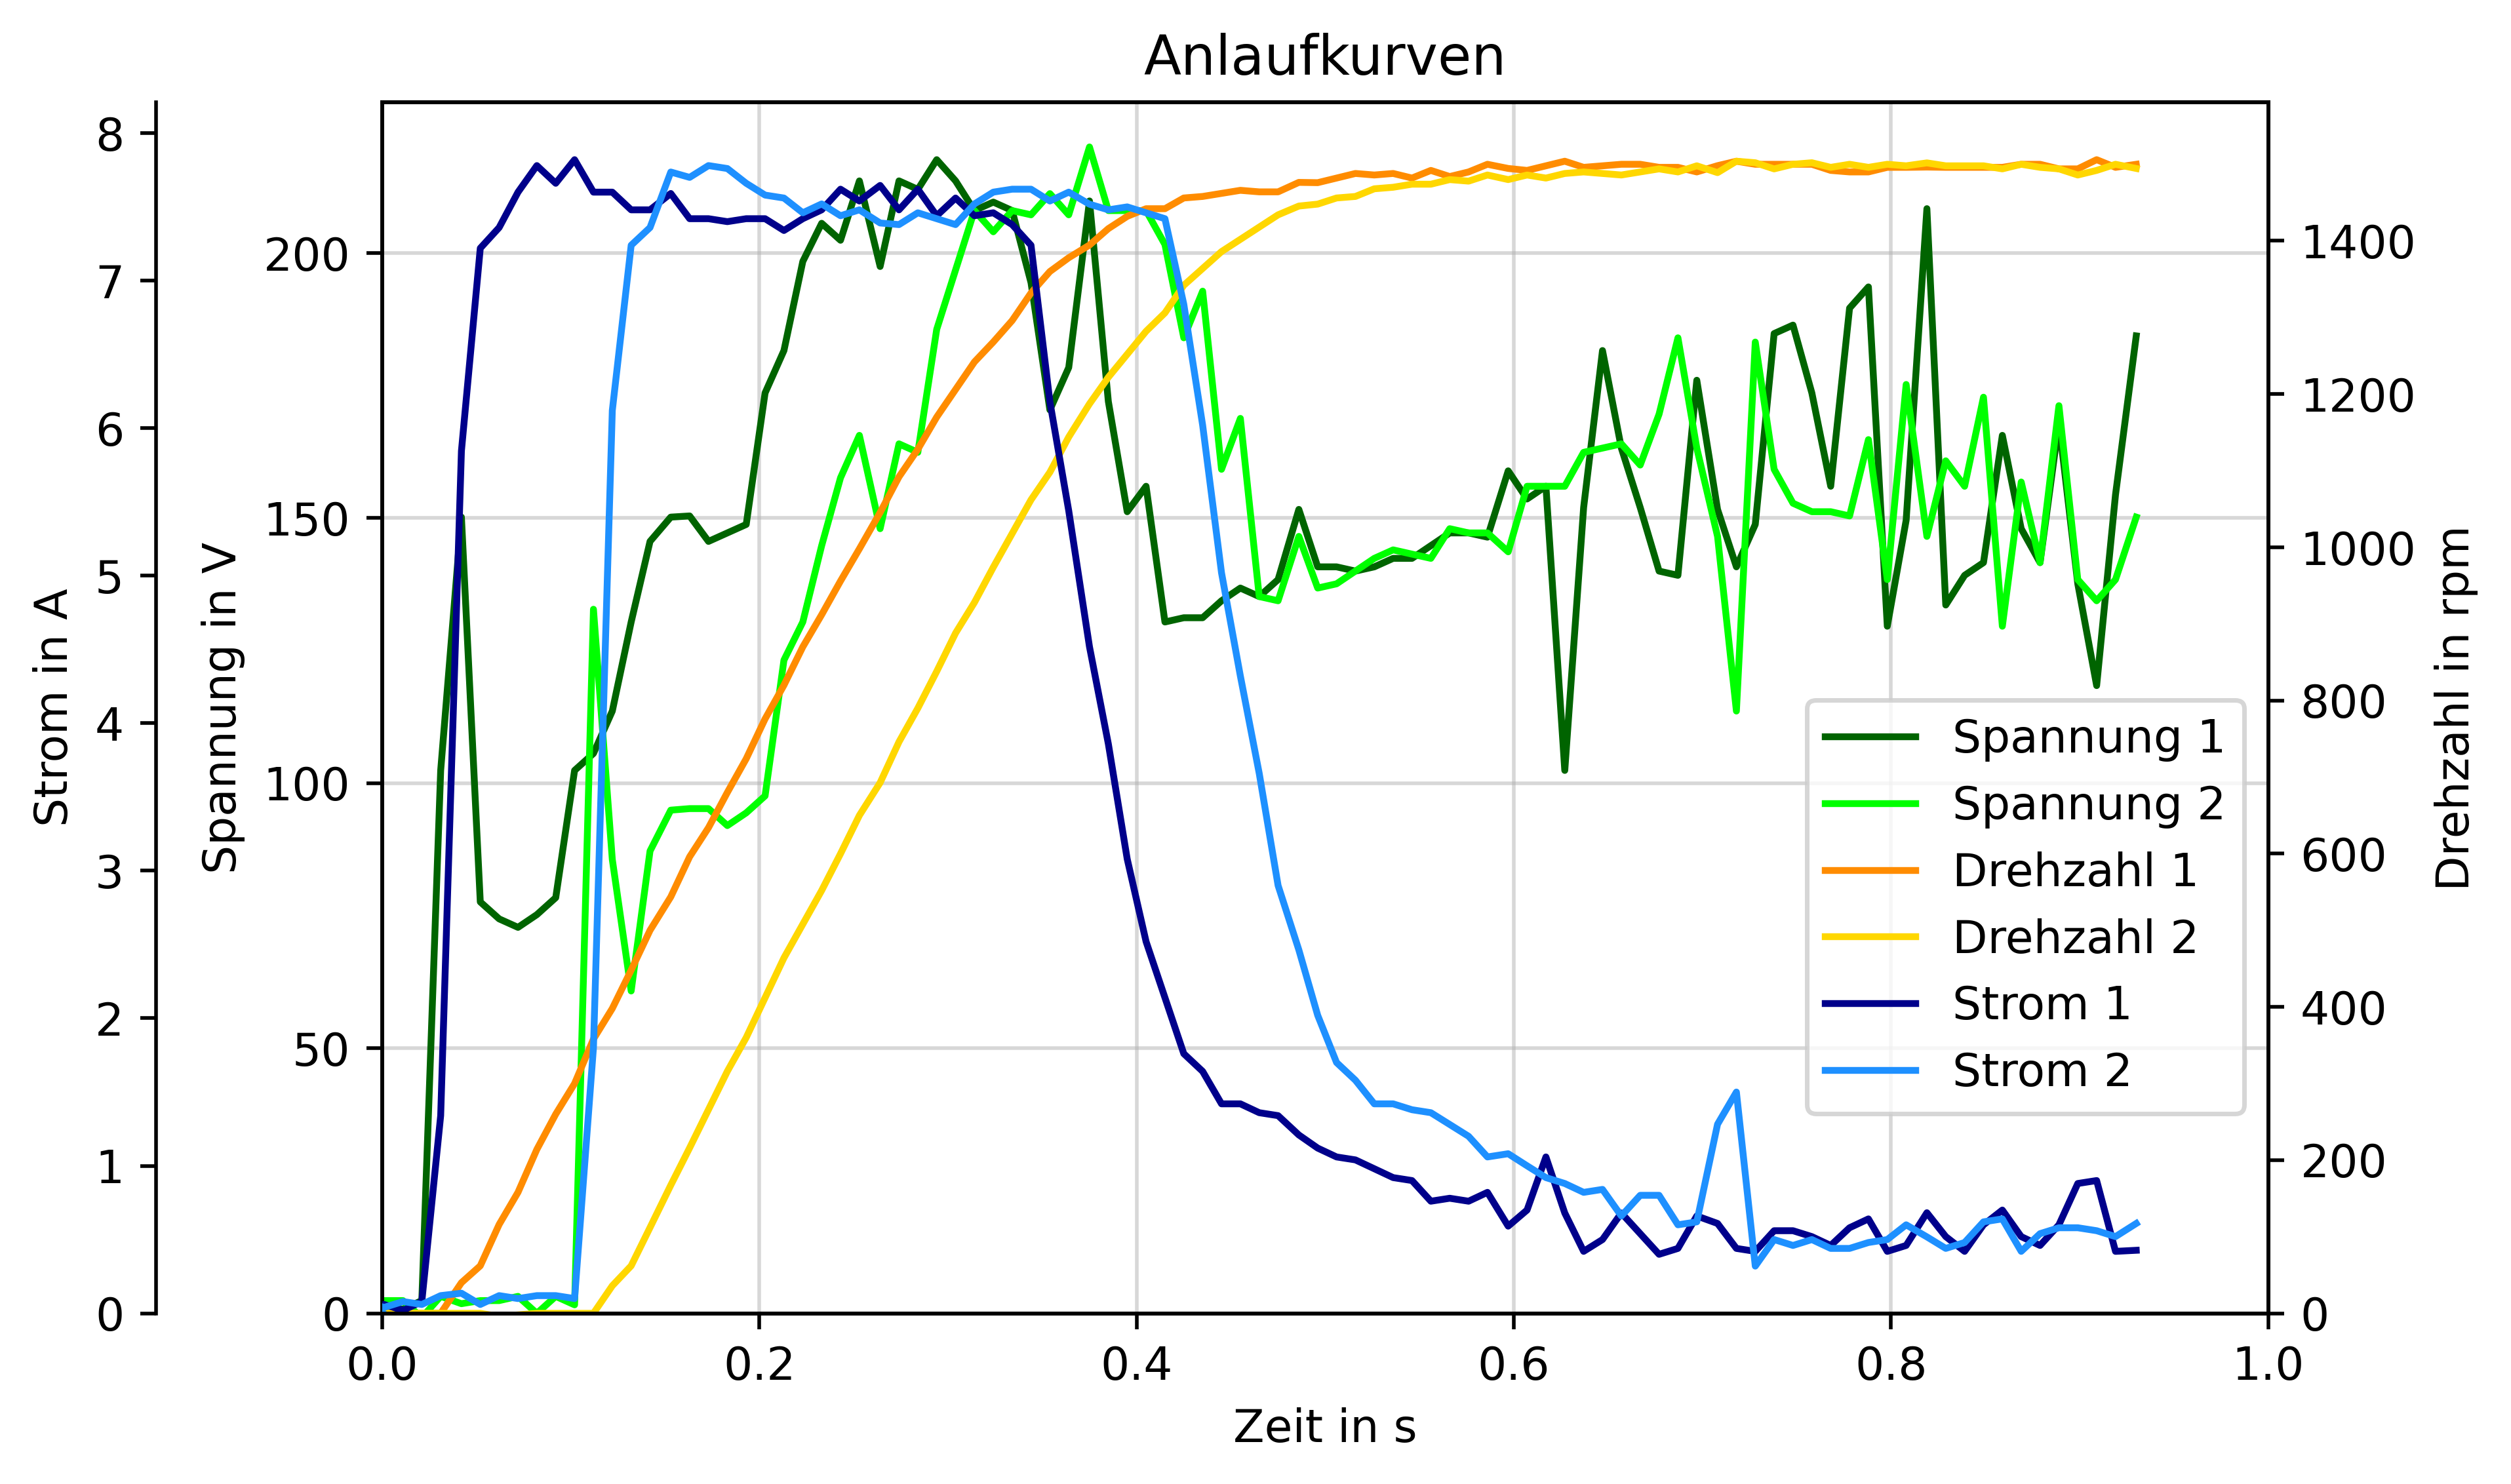 Anlaufkurven
Strom in A
8
7
6
5
4
3
2
1
0
Spannung in V
200
150
100
50
0
Drehzahl in rpm
1400
1200
1000
800
600
400
200
0
Spannung 1
Spannung 2
Drehzahl 1
Drehzahl 2
Strom 1
Strom 2
0.0 0.2 0.4 0.6 0.8 1.0
Zeit in s